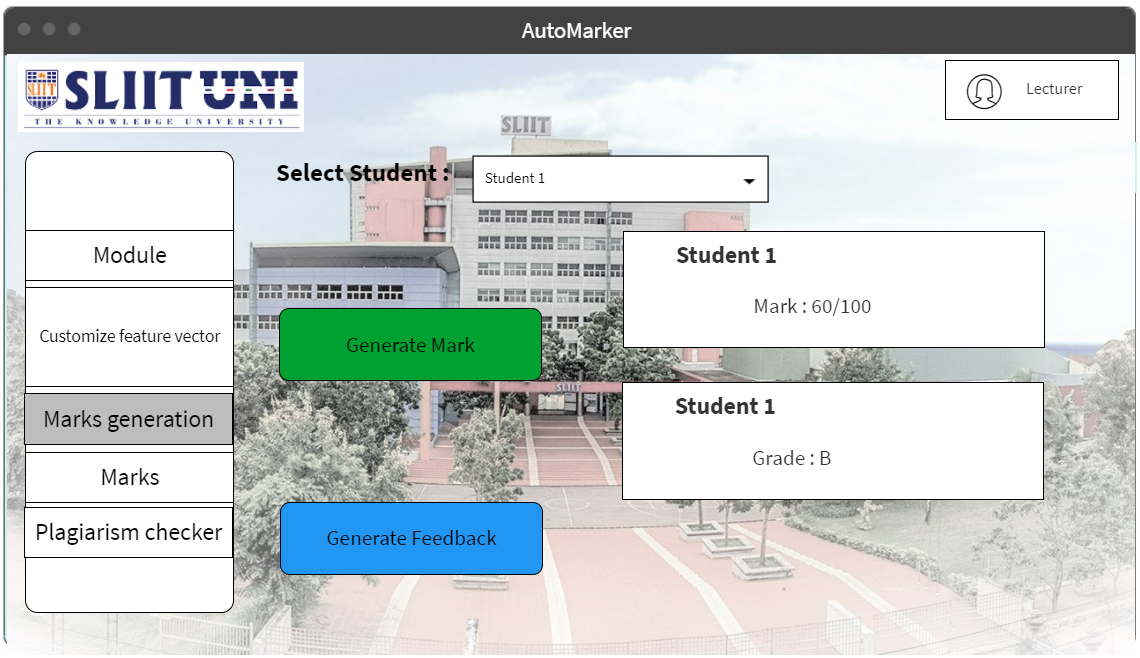 AutoMarker
SLIIT
SLIIT UNI
THE KNOWLEDGE UNIVERSITY
Lecturer
SLIIT
Select Student :
Student 1
Module
Customize feature vector
Marks generation
Marks
Plagiarism checker
Generate Mark
Generate Feedback
Student 1
Mark : 60/100
SLIIT
Student 1
Grade : B